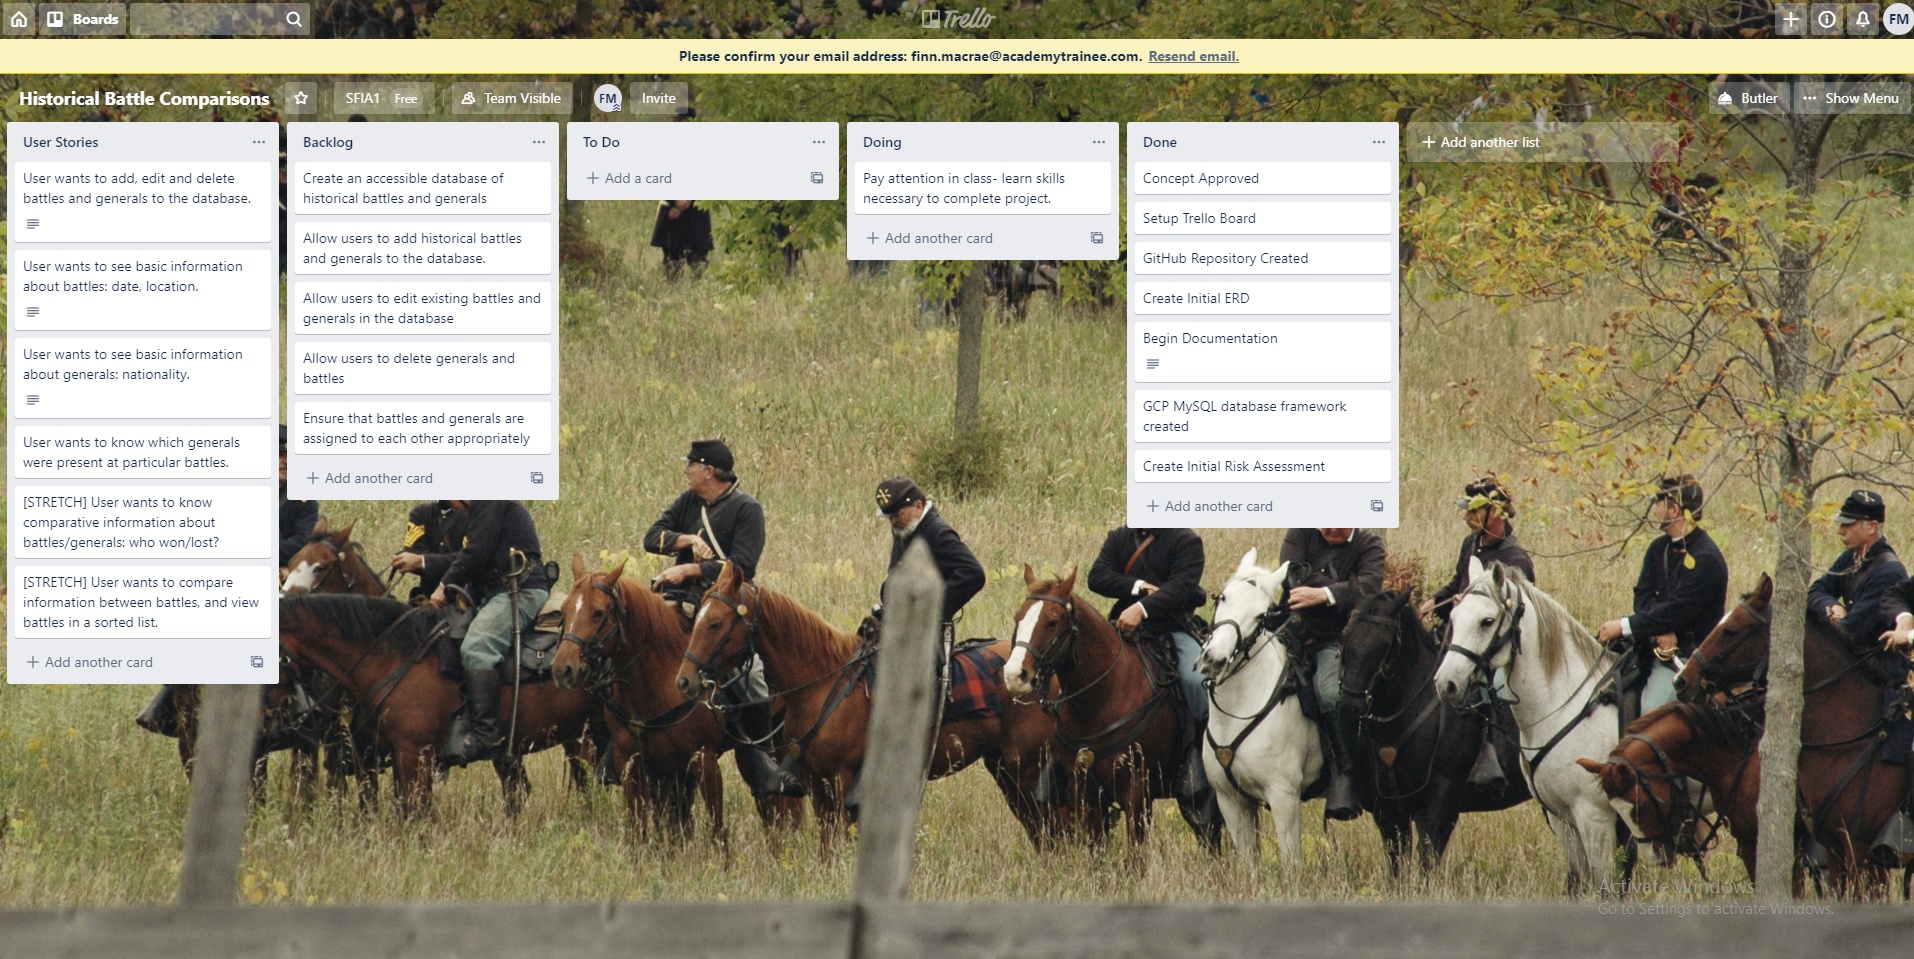 Boards
Trello
FM
Please confirm your email address: finn.macrae@academytrainee.com. Resend email.
Historical Battle Comparisons
SFIA1 Free
Team Visible
FM
Invite
Butler
Show Menu
User Stories
User wants to add, edit and delete
battles and generals to the database.
User wants to see basic information
about battles: date, location.
User wants to see basic information
about generals: nationality.
User wants to know which generals
were present at particular battles.
[STRETCH] User wants to know
comparative information about
battles/generals: who won/lost?
[STRETCH] User wants to compare
information between battles, and view
battles in a sorted list.
Add another card
Backlog
Create an accessible database of
historical battles and generals
Allow users to add historical battles
and generals to the database.
Allow users to edit existing battles and
generals in the database
Allow users to delete generals and
battles
Ensure that battles and generals are
assigned to each other appropriately
Add another card
To Do
Add a card
Doing
Pay attention in class- learn skills
necessary to complete project.
Add another card
Done
Concept Approved
Setup Trello Board
GitHub Repository Created
Create Initial ERD
Begin Documentation
GCP MySQL database framework
created
Create Initial Risk Assessment
Add another card
Add another list
Activate Windows
Go to Settings to activate Windows.